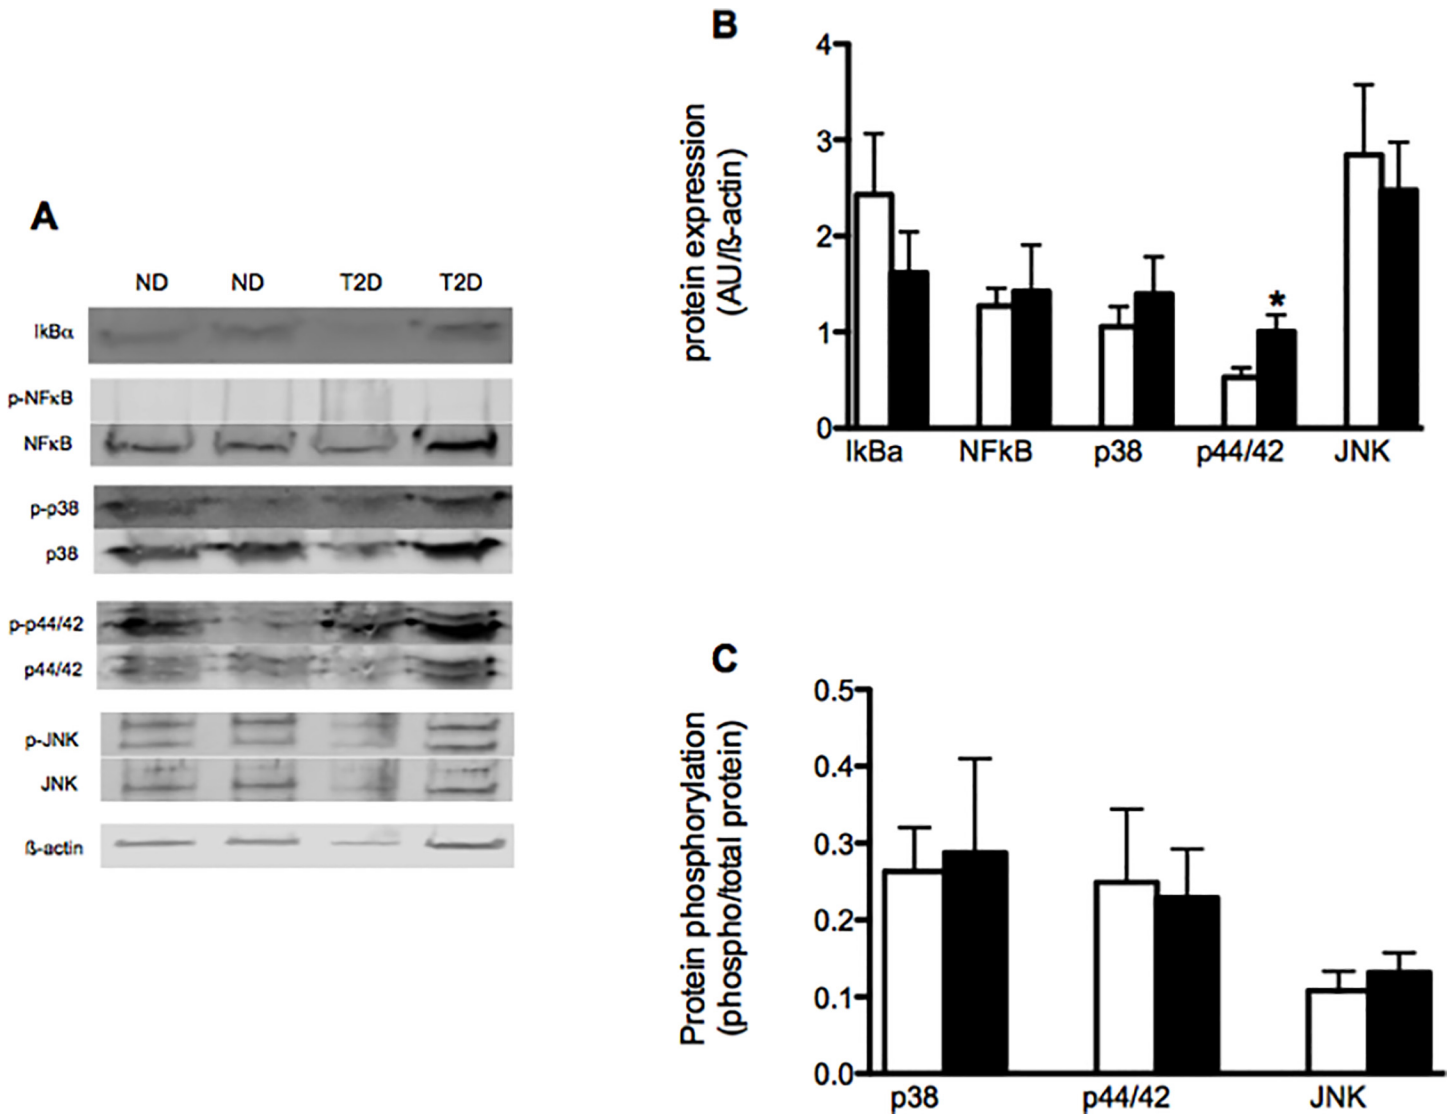 A
ND ND T2D T2D
IkBα
p-NFκB
NFκB
p-p38
p38
p-p44/42
p44/42
p-JNK
JNK
ß-actin
B
protein expression
(AU/ß-actin)
4
3
2
1
0
*
IkBa NFkB p38 p44/42 JNK
C
Protein phosphorylation
(phospho/total protein)
0.5
0.4
0.3
0.2
0.1
0.0
p38 p44/42 JNK